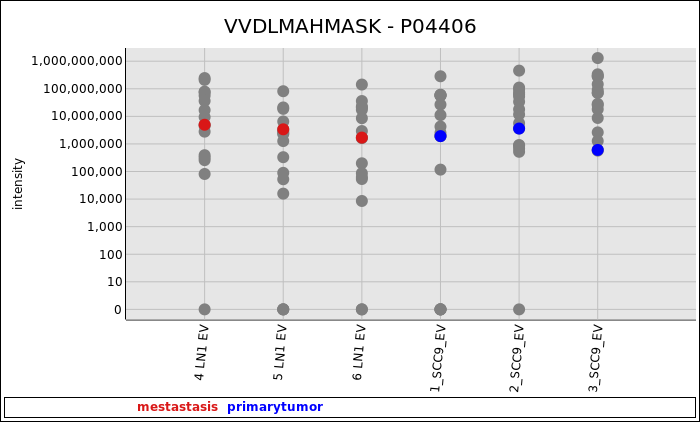 VVDLMAHMASK - P04406
1,000,000,000
100,000,000
10,000,000
1,000,000
100,000
10,000
1,000
100
10
0
intensity
4 LN1 EV
5 LN1 EV
6 LN1 EV
1_SCC9_EV
2_SCC9_EV
3_SCC9_EV
mestastasis primarytumor